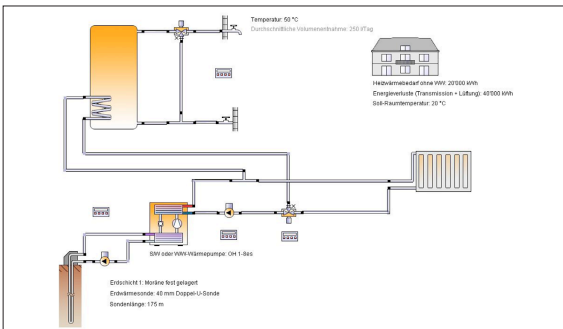 Temperatur: 50 °C
Durchschnittliche Volumenentnahme: 250 l/Tag
Heizwärmebedarf ohne WW: 20'000 kWh
Energieverluste (Transmission + Lüftung): 40'000 kWh
Soll-Raumtemperatur: 20 °C
S/W oder W/W-Wärmepumpe: OH 1-8es
Erdschicht 1: Moräne fest gelagert
Erdwärmesonde: 40 mm Doppel-U-Sonde
Sondenlänge: 175 m